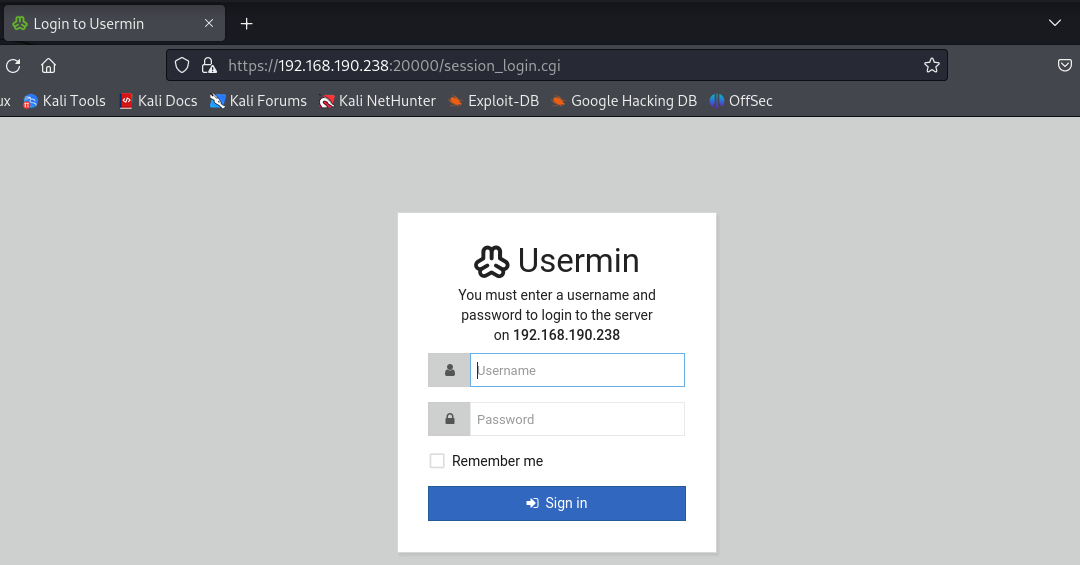 Login to Usermin
https://192.168.190.238:20000/session_login.cgi
ux Kali Tools Kali Docs Kali Forums Kali NetHunter Exploit-DB Google Hacking DB OffSec
Usermin
You must enter a username and
password to login to the server
on 192.168.190.238
Username
Password
Remember me
Sign in